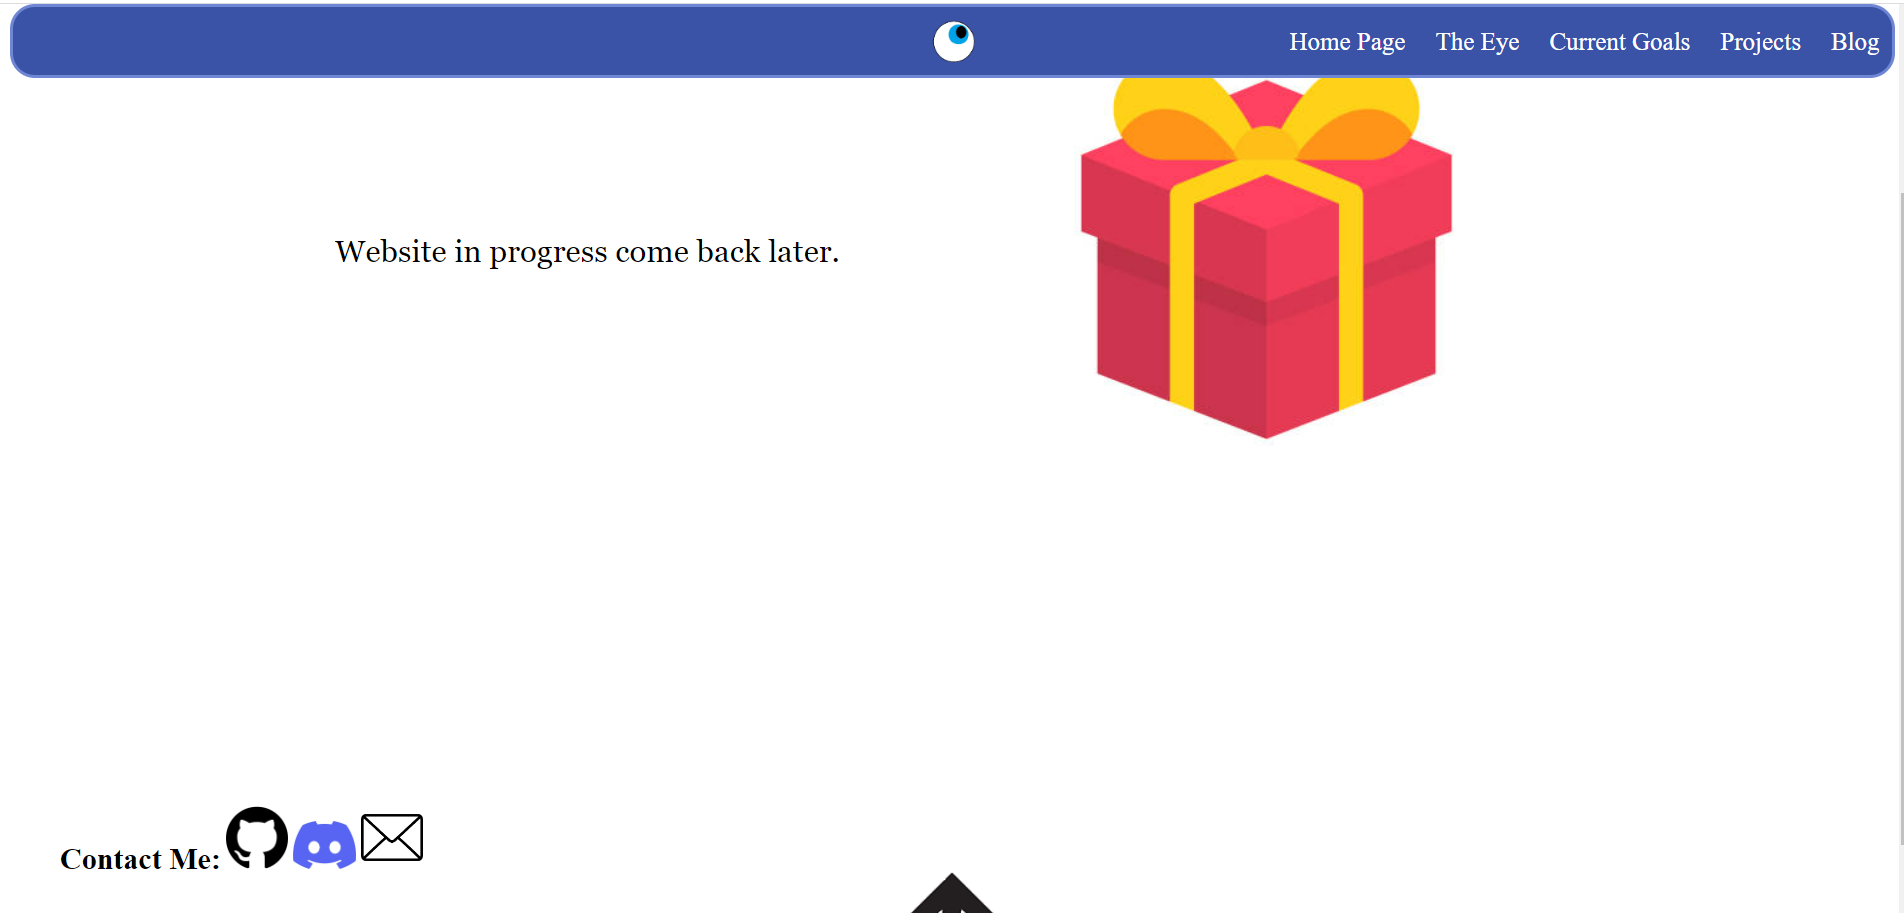 Home Page The Eye Current Goals Projects Blog
Website in progress come back later.
Contact Me: